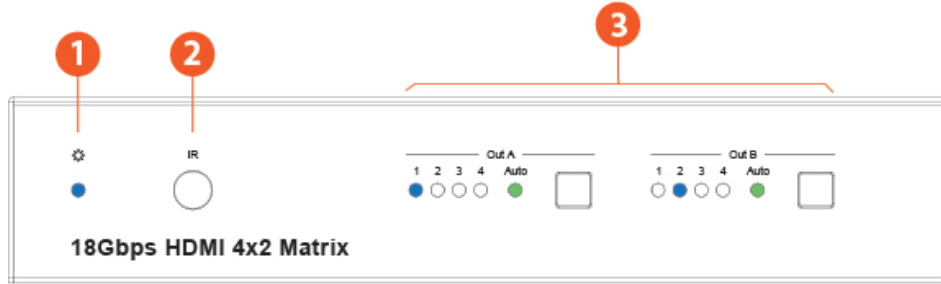 1 2 3
IR Out A Out B
1 2 3 4 Auto 1 2 3 4 Auto
18Gbps HDMI 4x2 Matrix